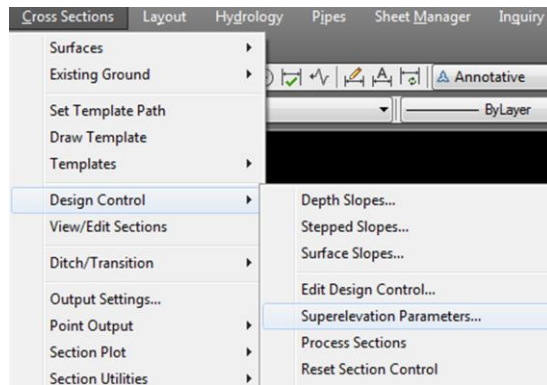 Cross Sections Layout Hydrology Pipes Sheet Manager Inquiry
Surfaces
Existing Ground
Annotative
Set Template Path
ByLayer
Draw Template
Templates
Design Control
View/Edit Sections
Ditch/Transition
Output Settings...
Point Output
Section Plot
Section Utilities
Depth Slopes...
Stepped Slopes...
Surface Slopes...
Edit Design Control...
Superelevation Parameters...
Process Sections
Reset Section Control